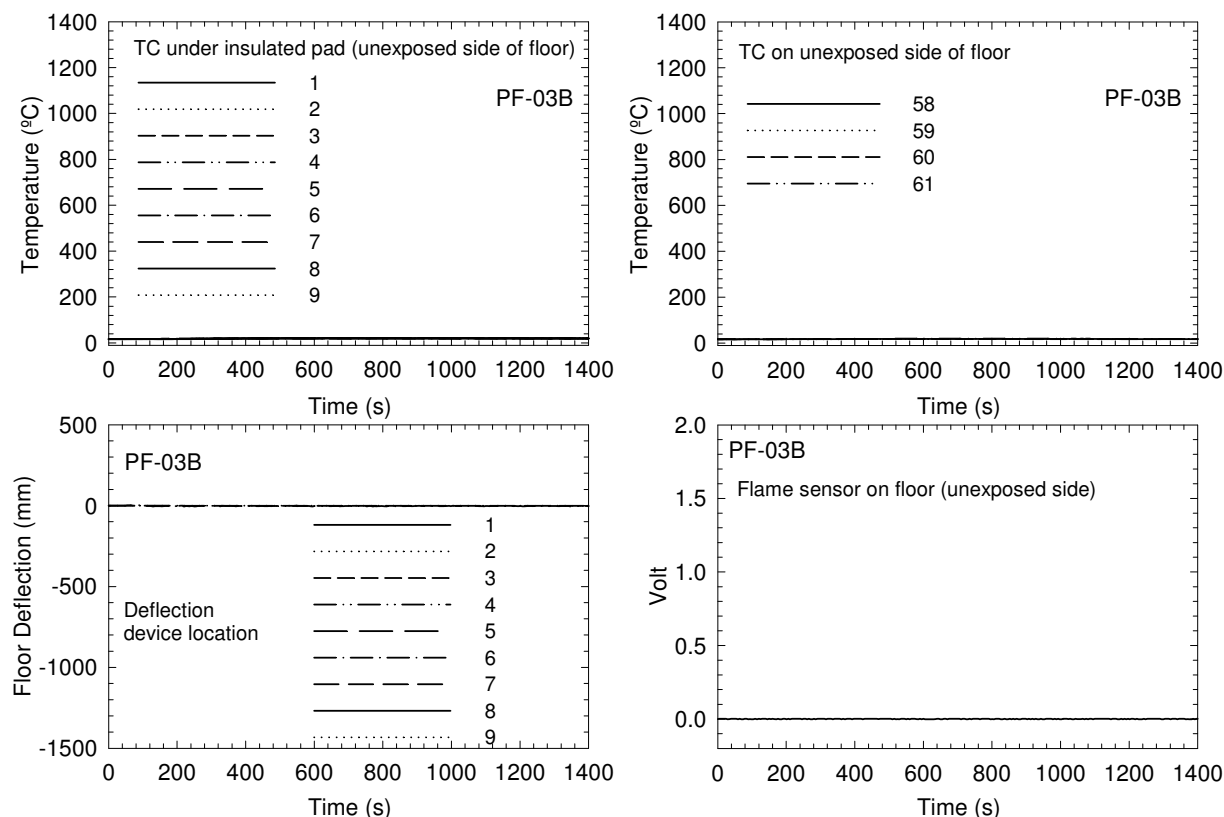 TC under insulated pad (unexposed side of floor)
PF-03B
1
2
3
4
5
6
7
8
9
Temperature (ºC)
1400
1200
1000
800
600
400
200
0
0 200 400 600 800 1000 1200 1400
Time (s)
TC on unexposed side of floor
PF-03B
58
59
60
61
Temperature (ºC)
1400
1200
1000
800
600
400
200
0
0 200 400 600 800 1000 1200 1400
Time (s)
PF-03B
Deflection
device location
1
2
3
4
5
6
7
8
9
Floor Deflection (mm)
500
0
-500
-1000
-1500
0 200 400 600 800 1000 1200 1400
Time (s)
PF-03B
Flame sensor on floor (unexposed side)
Volt
2.0
1.5
1.0
0.5
0.0
0 200 400 600 800 1000 1200 1400
Time (s)